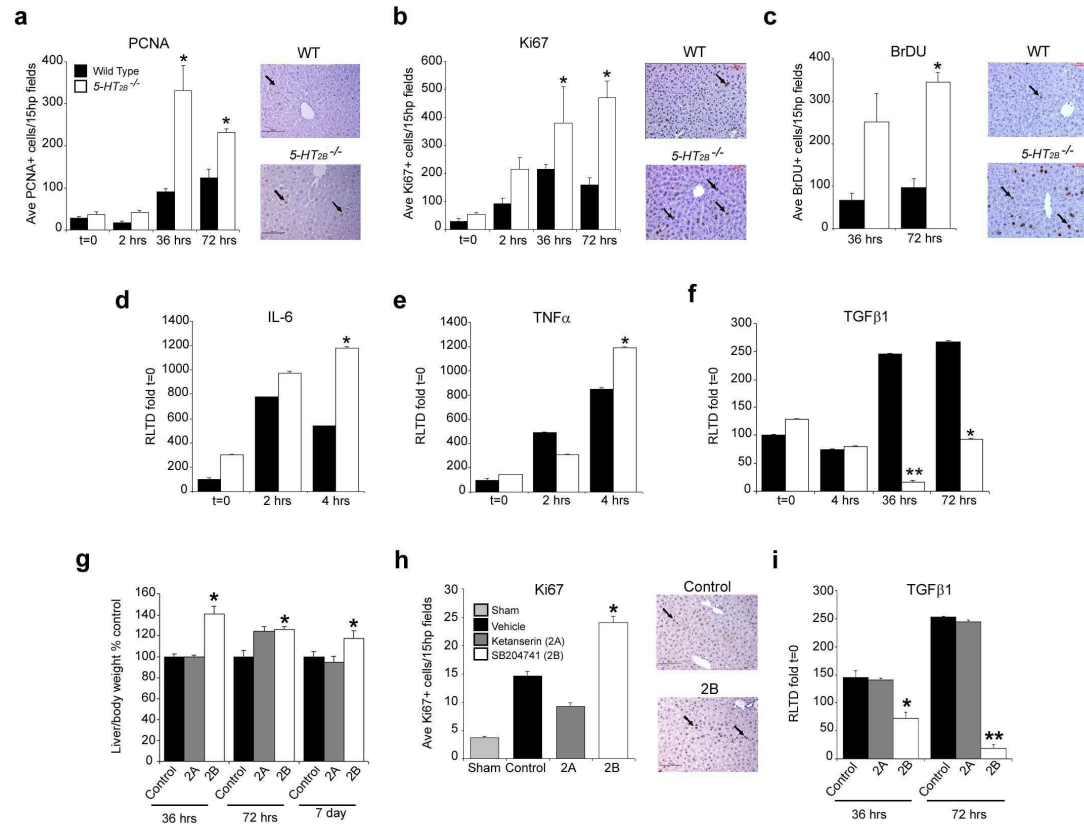 a
PCNA
Ave PCNA+ cells/15hp fields
400
300
200
100
0
Wild Type
5-HT2B-/-
*
*
t=0 2 hrs 36 hrs 72 hrs
WT
5-HT2B-/-
b
Ki67
Ave Ki67+ cells/15hp fields
600
500
400
300
200
100
00
*
*
t=0 2 hrs 36 hrs 72 hrs
WT
5-HT2B-/-
c
BrDU
Ave BrDU+ cells/15hp fields
400
300
200
100
0
*
36 hrs 72 hrs
WT
5-HT2B-/-
d
IL-6
RLTD fold t=0
1400
1200
1000
800
600
400
200
0
*
t=0 2 hrs 4 hrs
e
TNFα
RLTD fold t=0
1400
1200
1000
800
600
400
200
0
*
t=0 2 hrs 4 hrs
f
TGFβ1
RLTD fold t=0
300
250
200
150
100
50
0
**
*
t=0 4 hrs 36 hrs 72 hrs
g
Liver/body weight % control
160
140
120
100
80
60
40
20
0
*
*
*
Control 2A 2B Control 2A 2B Control 2A 2B
36 hrs 72 hrs 7 day
h
Ki67
Ave Ki67+ cells/15hp fields
30
25
20
15
10
5
0
Sham
Vehicle
Ketanserin (2A)
SB204741 (2B)
*
Sham Control 2A 2B
Control
2B
i
TGFβ1
RLTD fold t=0
300
250
200
150
100
50
0
*
**
Control 2A 2B Control 2A 2B
36 hrs 72 hrs